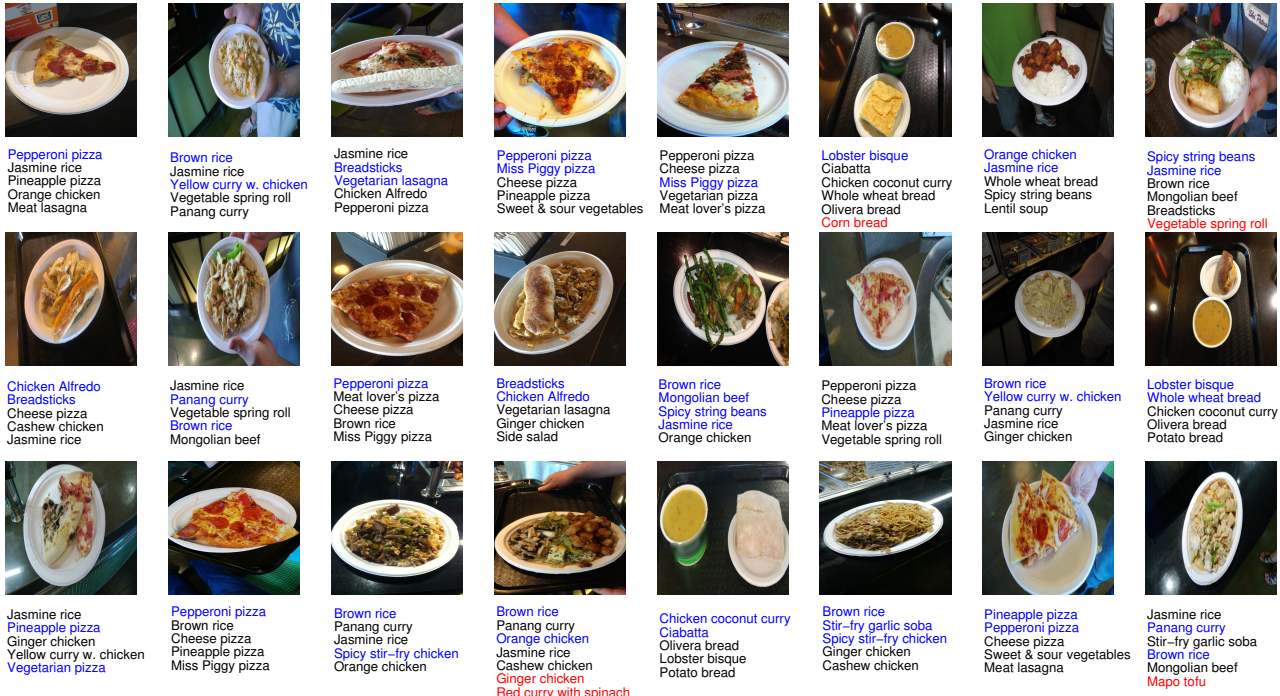 Pepperoni pizza
Jasmine rice
Pineapple pizza
Orange chicken
Meat lasagna
Brown rice
Jasmine rice
Yellow curry w. chicken
Vegetable spring roll
Panang curry
Jasmine rice
Breadsticks
Vegetarian lasagna
Chicken Alfredo
Pepperoni pizza
Pepperoni pizza
Miss Piggy pizza
Cheese pizza
Pineapple pizza
Sweet & sour vegetables
Pepperoni pizza
Cheese pizza
Miss Piggy pizza
Vegetarian pizza
Meat lover's pizza
Lobster bisque
Ciabatta
Chicken coconut curry
Whole wheat bread
Olivera bread
Corn bread
Orange chicken
Jasmine rice
Whole wheat bread
Spicy string beans
Lentil soup
Spicy string beans
Jasmine rice
Brown rice
Mongolian beef
Breadsticks
Vegetable spring roll
Chicken Alfredo
Breadsticks
Cheese pizza
Cashew chicken
Jasmine rice
Jasmine rice
Panang curry
Vegetable spring roll
Brown rice
Mongolian beef
Pepperoni pizza
Meat lover's pizza
Cheese pizza
Brown rice
Miss Piggy pizza
Breadsticks
Chicken Alfredo
Vegetarian lasagna
Ginger chicken
Side salad
Brown rice
Mongolian beef
Spicy string beans
Jasmine rice
Orange chicken
Pepperoni pizza
Cheese pizza
Pineapple pizza
Meat lover's pizza
Vegetable spring roll
Brown rice
Yellow curry w. chicken
Panang curry
Jasmine rice
Ginger chicken
Lobster bisque
Whole wheat bread
Chicken coconut curry
Olivera bread
Potato bread
Jasmine rice
Pineapple pizza
Ginger chicken
Yellow curry w. chicken
Vegetarian pizza
Pepperoni pizza
Brown rice
Cheese pizza
Pineapple pizza
Miss Piggy pizza
Brown rice
Panang curry
Jasmine rice
Spicy stir−fry chicken
Orange chicken
Brown rice
Panang curry
Orange chicken
Jasmine rice
Cashew chicken
Ginger chicken
Red curry with spinach
Chicken coconut curry
Ciabatta
Olivera bread
Lobster bisque
Potato bread
Brown rice
Stir−fry garlic soba
Spicy stir−fry chicken
Ginger chicken
Cashew chicken
Pineapple pizza
Pepperoni pizza
Cheese pizza
Sweet & sour vegetables
Meat lasagna
Jasmine rice
Panang curry
Stir−fry garlic soba
Brown rice
Mongolian beef
Mapo tofu